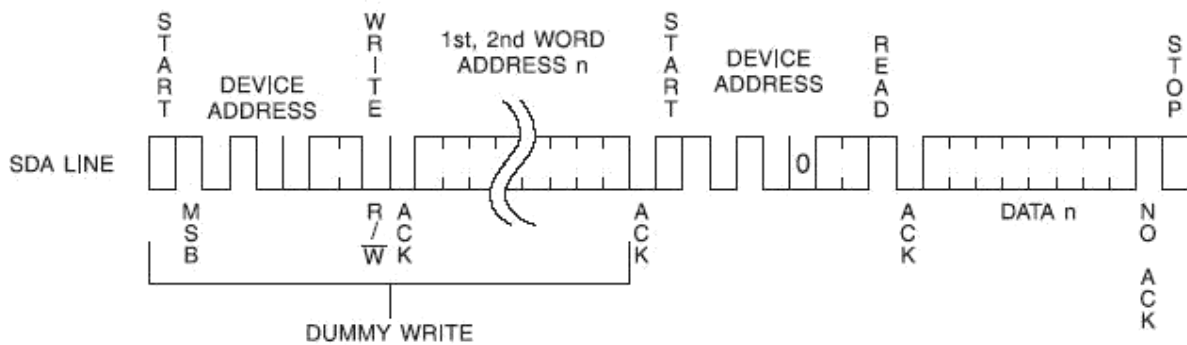 START
DEVICE
ADDRESS
WRITE
1st, 2nd WORD
ADDRESS n
START
DEVICE
ADDRESS
READ
STOP
SDA LINE
0
MSB
R/W
ACK
ACK
ACK
DATA n
NO ACK
DUMMY WRITE